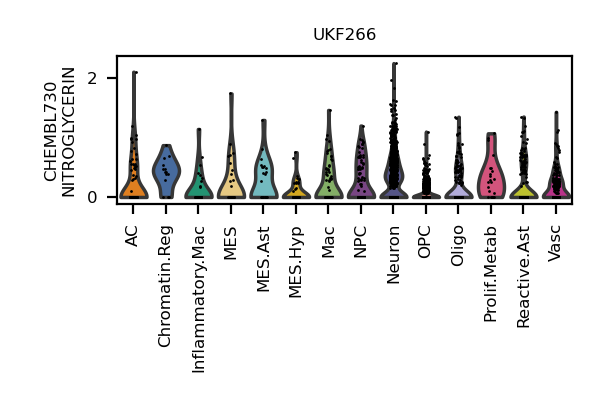 UKF266
CHEMBL730
NITROGLYCERIN
2
0
AC
Chromatin.Reg
Inflammatory.Mac
MES
MES.Ast
MES.Hyp
Mac
NPC
Neuron
OPC
Oligo
Prolif.Metab
Reactive.Ast
Vasc